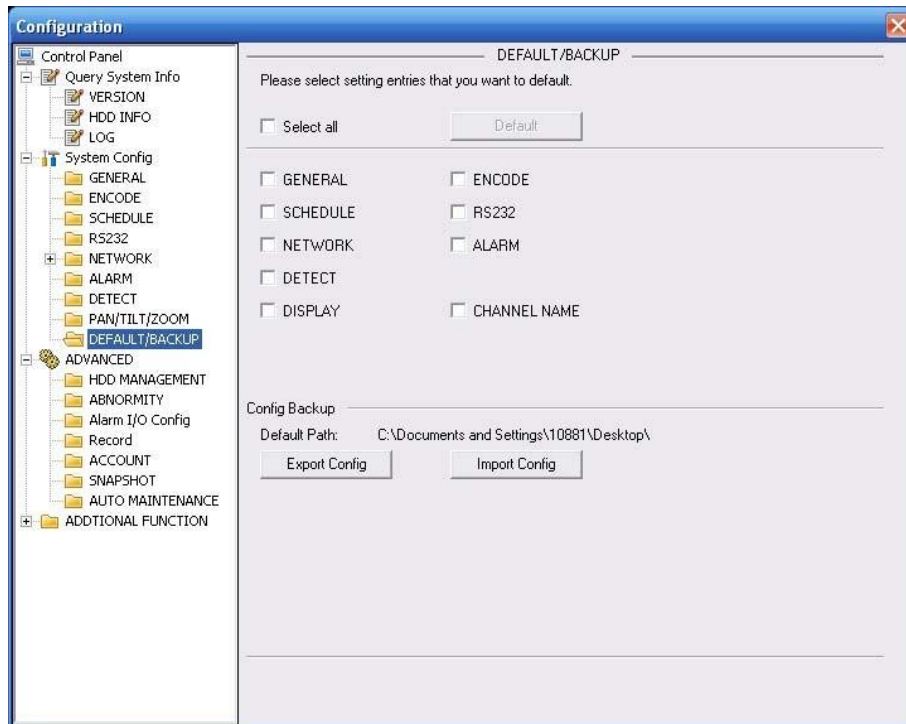 Configuration
Control Panel
Query System Info
VERSION
HDD INFO
LOG
System Config
GENERAL
ENCODE
SCHEDULE
RS232
NETWORK
ALARM
DETECT
PAN/TILT/ZOOM
DEFAULT/BACKUP
ADVANCED
HDD MANAGEMENT
ABNORMITY
Alarm I/O Config
Record
ACCOUNT
SNAPSHOT
AUTO MAINTENANCE
ADDTIONAL FUNCTION
DEFAULT/BACKUP
Please select setting entries that you want to default.
Select all Default
GENERAL ENCODE
SCHEDULE RS232
NETWORK ALARM
DETECT
DISPLAY CHANNEL NAME
Config Backup
Default Path: C:\Documents and Settings\10881\Desktop\
Export Config Import Config